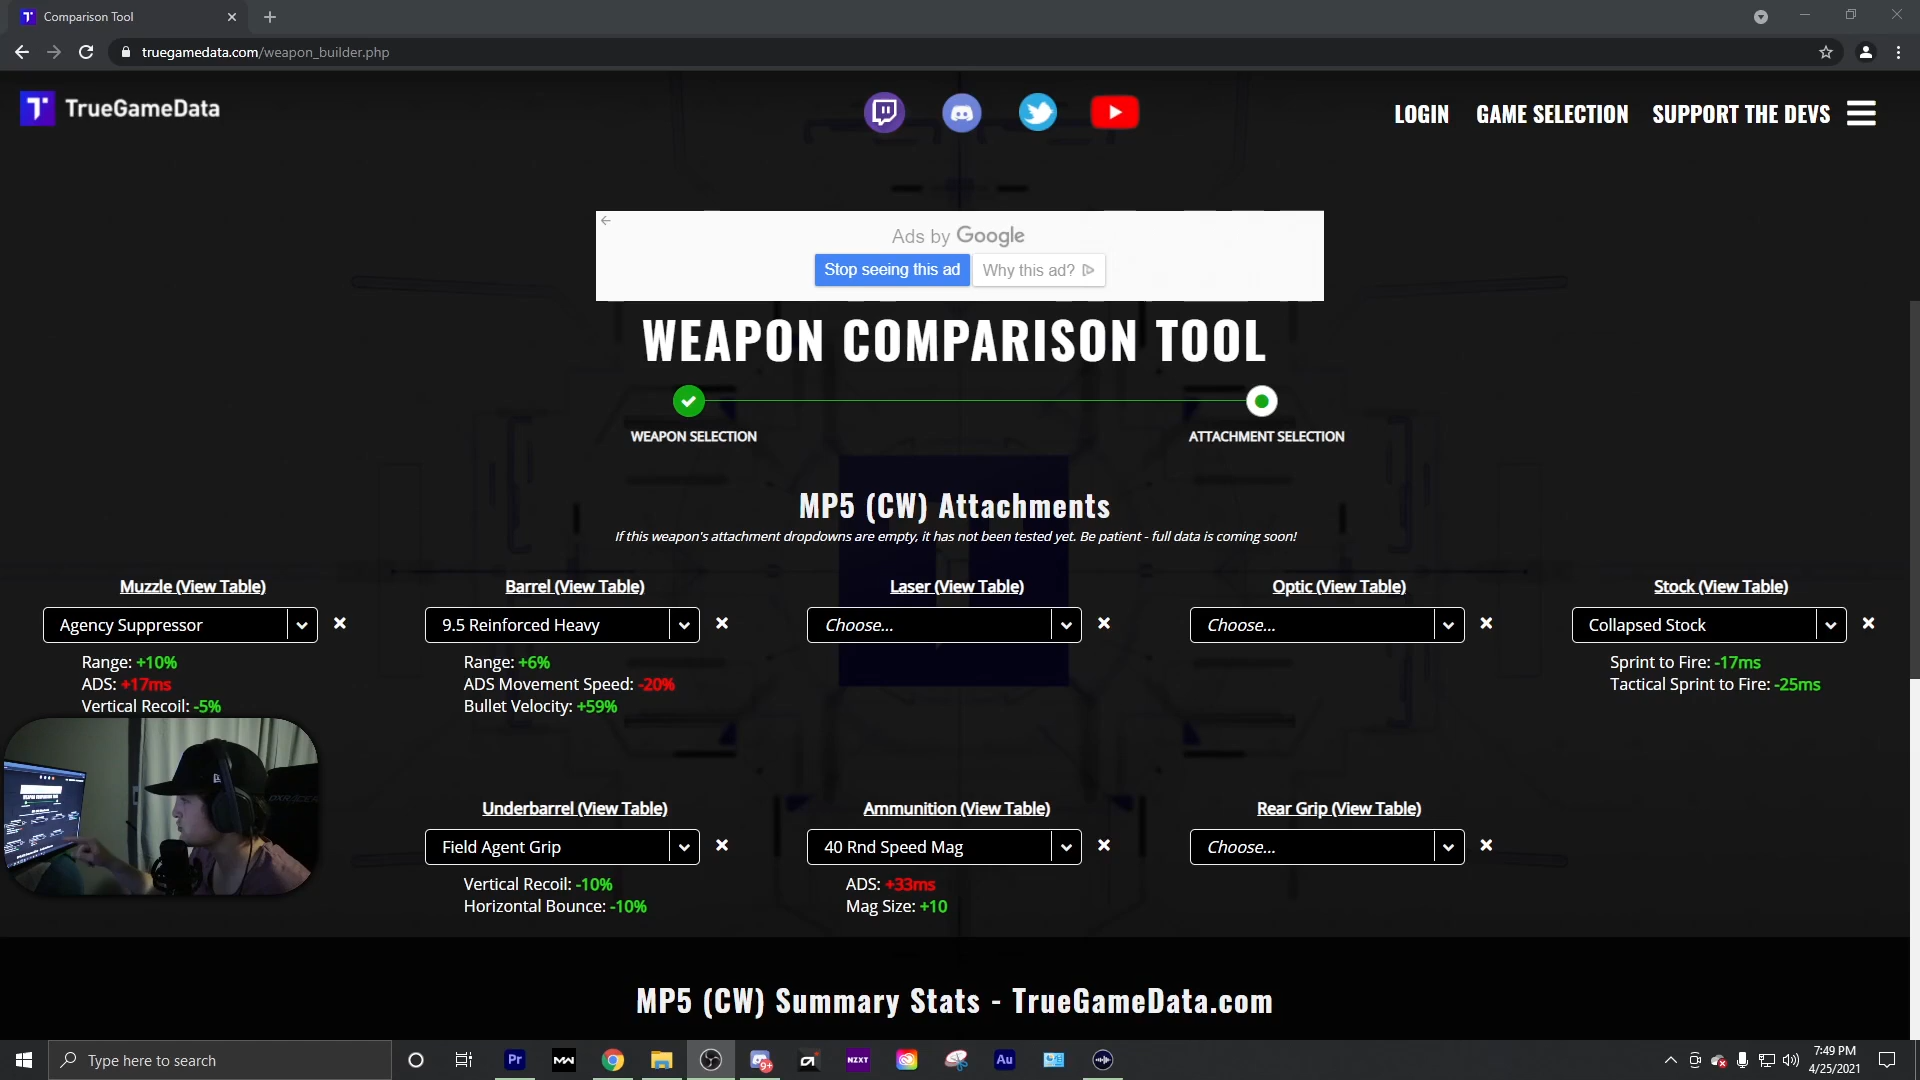 Comparison Tool
truegamedata.com/weapon_builder.php
TrueGameData
LOGIN
GAME SELECTION
SUPPORT THE DEVS
Ads by Google
Stop seeing this ad
Why this ad?
WEAPON COMPARISON TOOL
WEAPON SELECTION
ATTACHMENT SELECTION
MP5 (CW) Attachments
If this weapon's attachment dropdowns are empty, it has not been tested yet. Be patient - full data is coming soon!
Muzzle (View Table)
Agency Suppressor
Range: +10%
ADS: +17ms
Vertical Recoil: -5%
Barrel (View Table)
9.5 Reinforced Heavy
Range: +6%
ADS Movement Speed: -20%
Bullet Velocity: +59%
Laser (View Table)
Choose...
Optic (View Table)
Choose...
Stock (View Table)
Collapsed Stock
Sprint to Fire: -17ms
Tactical Sprint to Fire: -25ms
Underbarrel (View Table)
Field Agent Grip
Vertical Recoil: -10%
Horizontal Bounce: -10%
Ammunition (View Table)
40 Rnd Speed Mag
ADS: +33ms
Mag Size: +10
Rear Grip (View Table)
Choose...
MP5 (CW) Summary Stats - TrueGameData.com
Type here to search
Pr
MW
9+
NZXT
Au
7:49 PM
4/25/2021